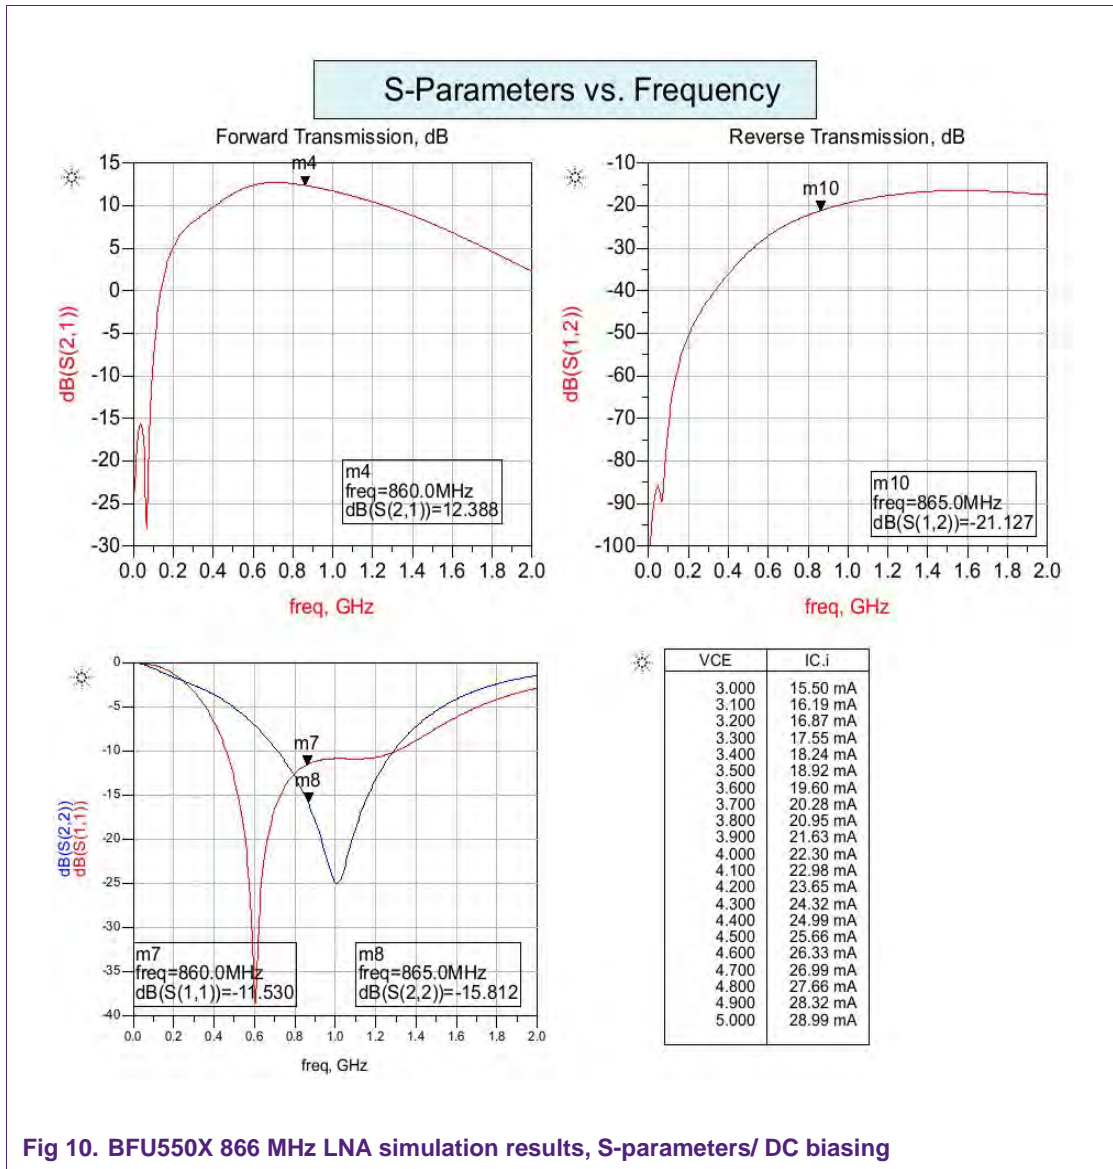 S-Parameters vs. Frequency
Forward Transmission, dB
m4
15
10
5
0
-5
-10
-15
-20
-25
-30
dB(S(2,1))
m4
freq=860.0MHz
dB(S(2,1))=12.388
0.0 0.2 0.4 0.6 0.8 1.0 1.2 1.4 1.6 1.8 2.0
freq, GHz
Reverse Transmission, dB
m10
-10
-20
-30
-40
-50
-60
-70
-80
-90
-100
dB(S(1,2))
m10
freq=865.0MHz
dB(S(1,2))=-21.127
0.0 0.2 0.4 0.6 0.8 1.0 1.2 1.4 1.6 1.8 2.0
freq, GHz
0
-5
-10
-15
-20
-25
-30
-35
-40
dB(S(2,2))
dB(S(1,1))
m7
m8
m7
freq=860.0MHz
dB(S(1,1))=-11.530
m8
freq=865.0MHz
dB(S(2,2))=-15.812
0.0 0.2 0.4 0.6 0.8 1.0 1.2 1.4 1.6 1.8 2.0
freq, GHz
VCE IC.i
3.000 15.50 mA
3.100 16.19 mA
3.200 16.87 mA
3.300 17.55 mA
3.400 18.24 mA
3.500 18.92 mA
3.600 19.60 mA
3.700 20.28 mA
3.800 20.95 mA
3.900 21.63 mA
4.000 22.30 mA
4.100 22.98 mA
4.200 23.65 mA
4.300 24.32 mA
4.400 24.99 mA
4.500 25.66 mA
4.600 26.33 mA
4.700 26.99 mA
4.800 27.66 mA
4.900 28.32 mA
5.000 28.99 mA
Fig 10. BFU550X 866 MHz LNA simulation results, S-parameters/ DC biasing